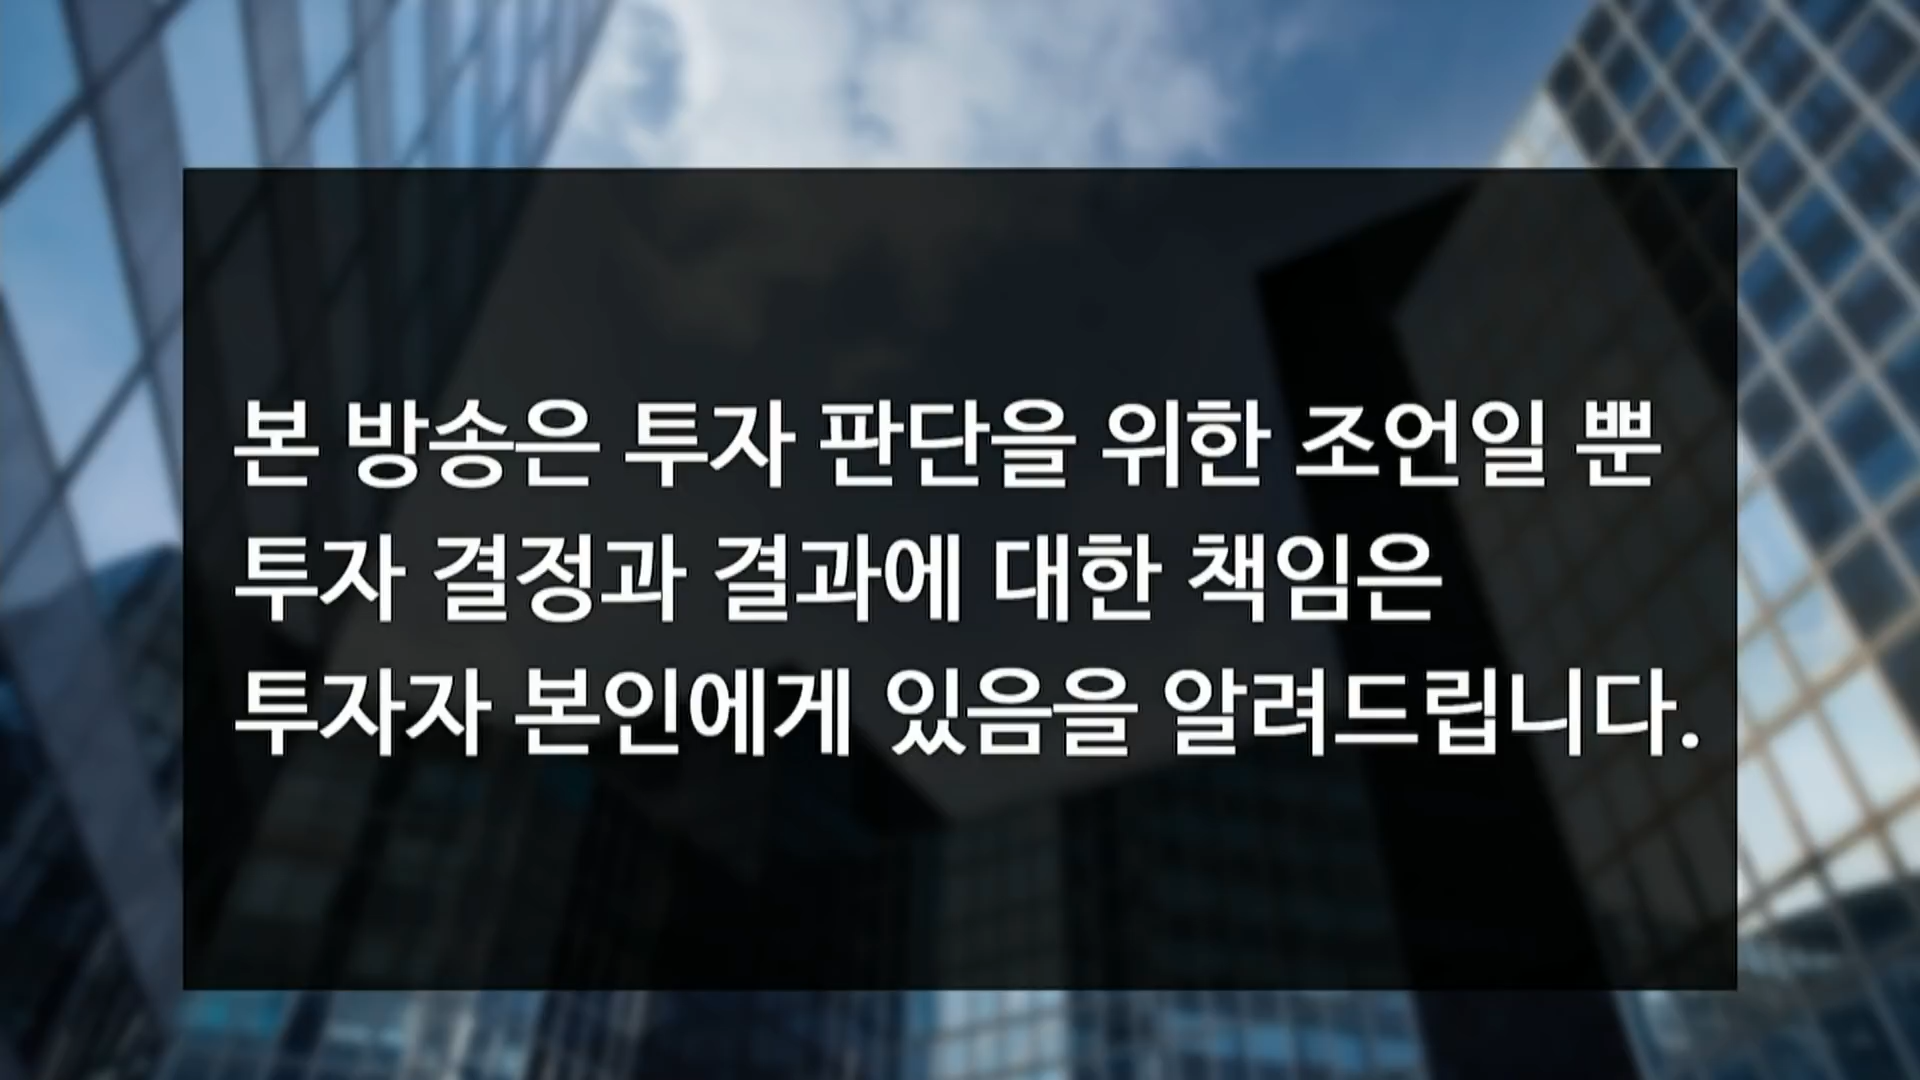 본 방송은 투자 판단을 위한 조언일 뿐
투자 결정과 결과에 대한 책임은
투자자 본인에게 있음을 알려드립니다.